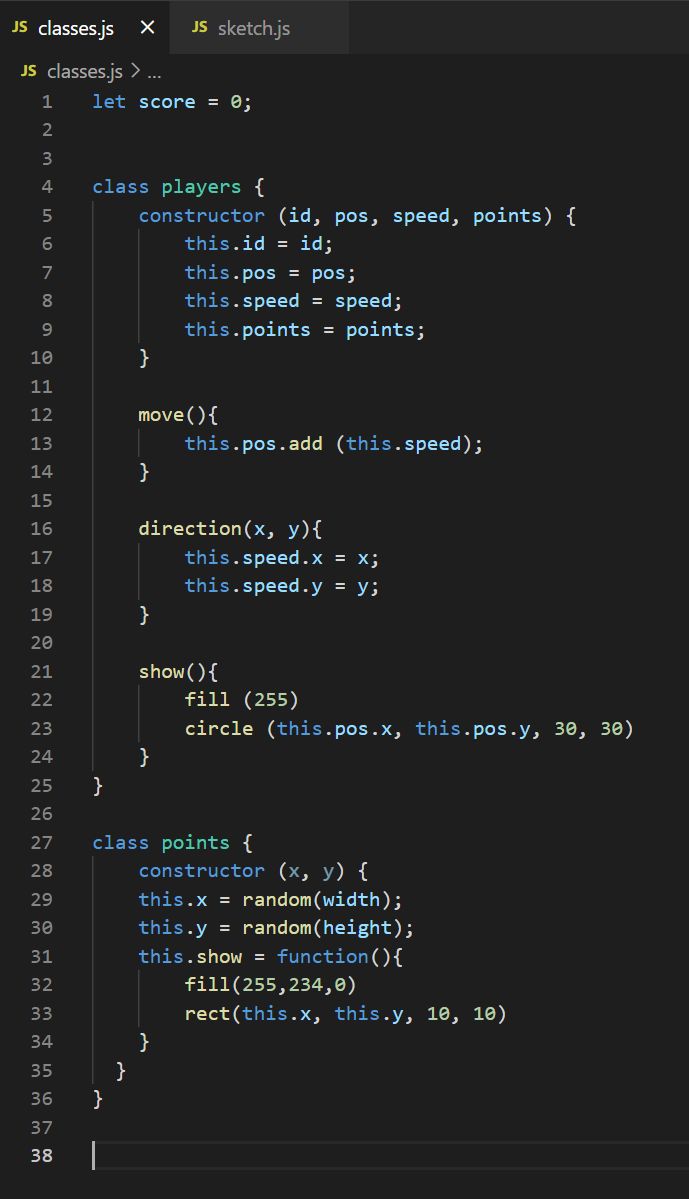 JS classes.js × JS sketch.js
JS classes.js > ...
1 let score = 0;
2
3
4 class players {
5     constructor (id, pos, speed, points) {
6         this.id = id;
7         this.pos = pos;
8         this.speed = speed;
9         this.points = points;
10     }
11
12     move(){
13         this.pos.add (this.speed);
14     }
15
16     direction(x, y){
17         this.speed.x = x;
18         this.speed.y = y;
19     }
20
21     show(){
22         fill (255)
23         circle (this.pos.x, this.pos.y, 30, 30)
24     }
25 }
26
27 class points {
28     constructor (x, y) {
29     this.x = random(width);
30     this.y = random(height);
31     this.show = function(){
32         fill(255,234,0)
33         rect(this.x, this.y, 10, 10)
34     }
35   }
36 }
37
38